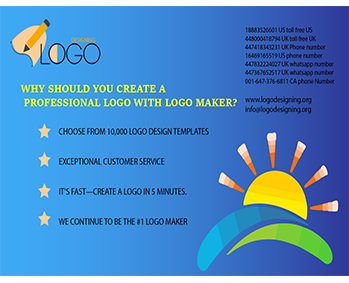 DESIGNING
LOGO
18883526601 US toll free US
448000418794 UK toll free UK
447418343231 UK Phone number
16469165519 US phone number
447832224027 UK whatsapp number
447367652517 UK whatsapp number
001-647-376-6811 CA phone Number
www.logodesigning.org
info@logodesigning.org
WHY SHOULD YOU CREATE A
PROFESSIONAL LOGO WITH LOGO MAKER?
CHOOSE FROM 10,000 LOGO DESIGN TEMPLATES
EXCEPTIONAL CUSTOMER SERVICE
IT'S FAST—CREATE A LOGO IN 5 MINUTES.
WE CONTINUE TO BE THE #1 LOGO MAKER